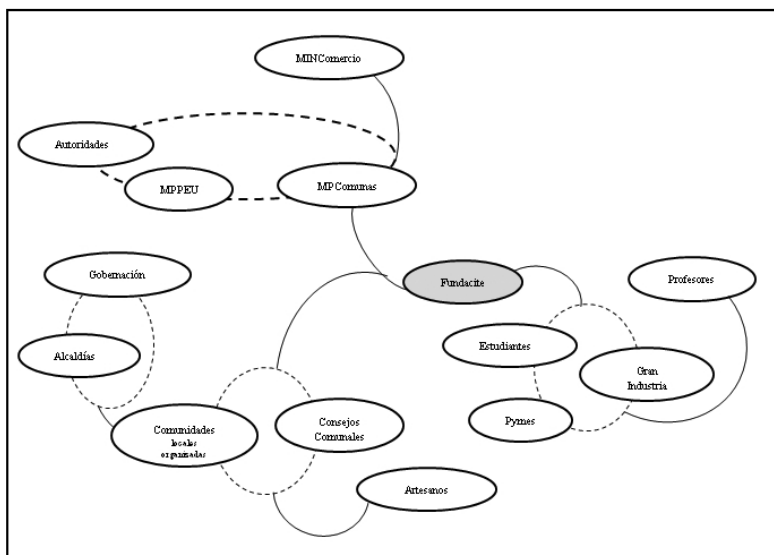 MINComercio
Autoridades
MPPEU
MPComunas
Gobernación
Fundacite
Profesores
Alcaldías
Estudiantes
Gran
Industria
Comunidades
locales
organizadas
Consejos
Comunales
Pymes
Artesanos